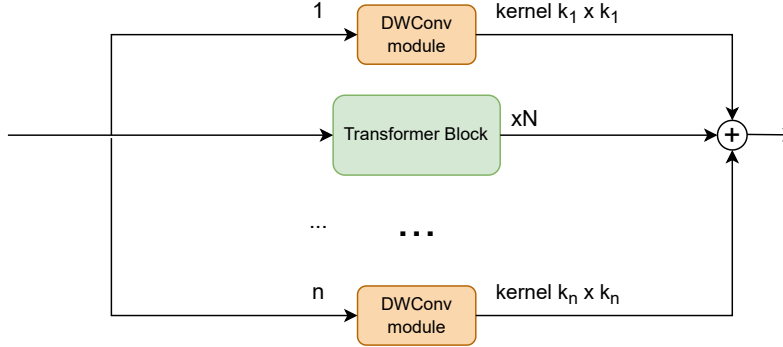 1
DWConv
module
kernel k₁ x k₁
Transformer Block
xN
...
...
n
DWConv
module
kernel kₙ x kₙ
+